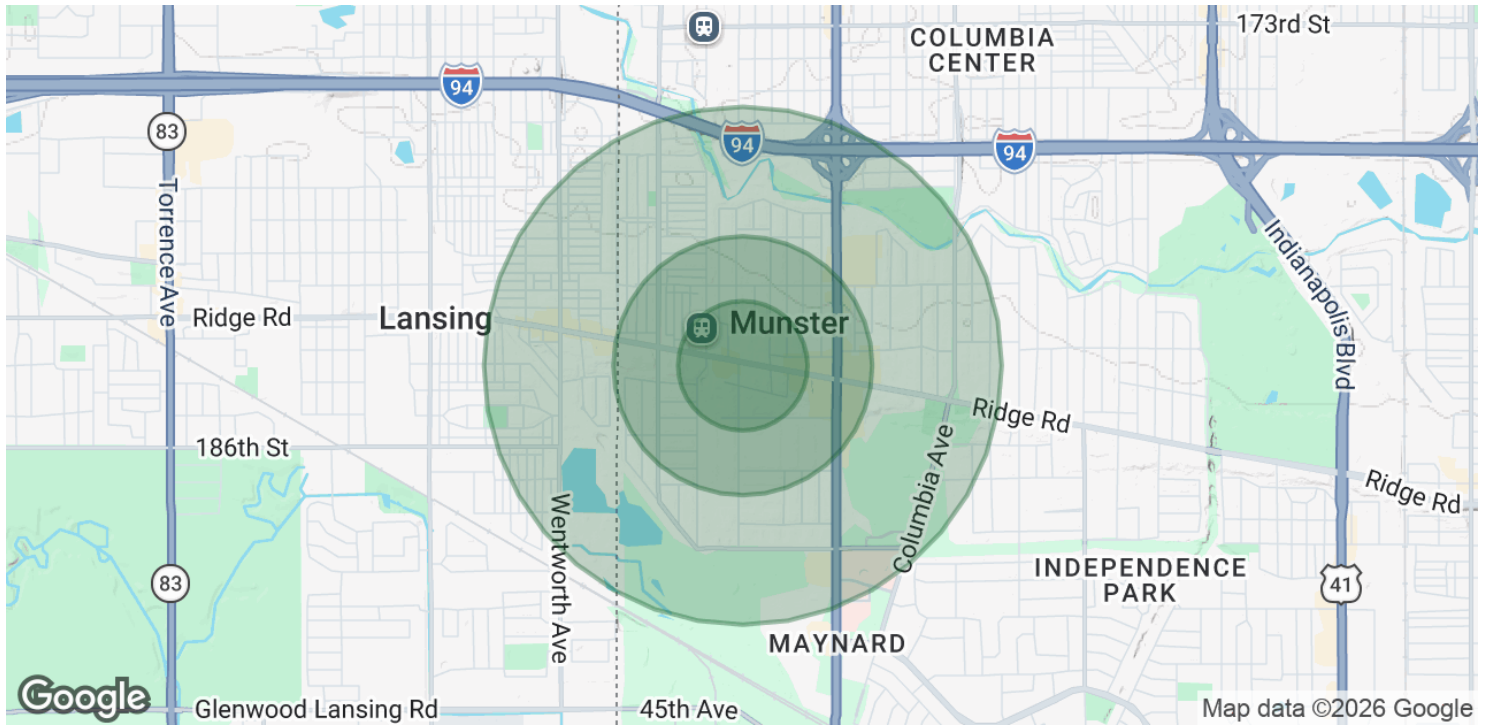 173rd St
COLUMBIA
CENTER
94
83
94
94
Torrence Ave
Indianapolis Blvd
Ridge Rd
Lansing
Munster
Ridge Rd
186th St
Columbia Ave
Ridge Rd
Wentworth Ave
INDEPENDENCE
PARK
83
41
MAYNARD
Google
Glenwood Lansing Rd
45th Ave
Map data ©2026 Google